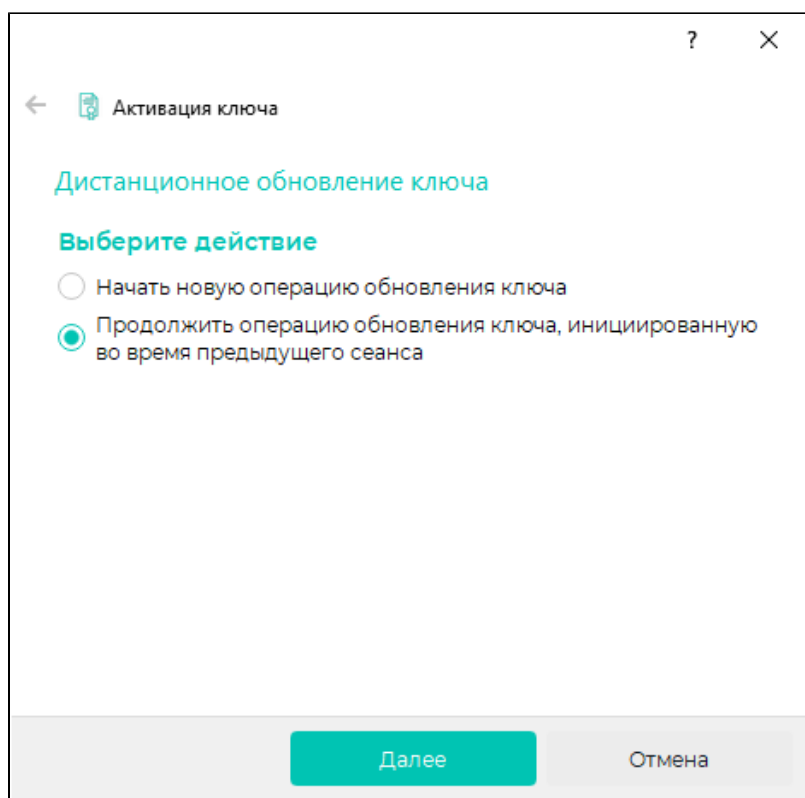 ?
Активация ключа
Дистанционное обновление ключа
Выберите действие
Начать новую операцию обновления ключа
Продолжить операцию обновления ключа, инициированную
во время предыдущего сеанса
Далее
Отмена